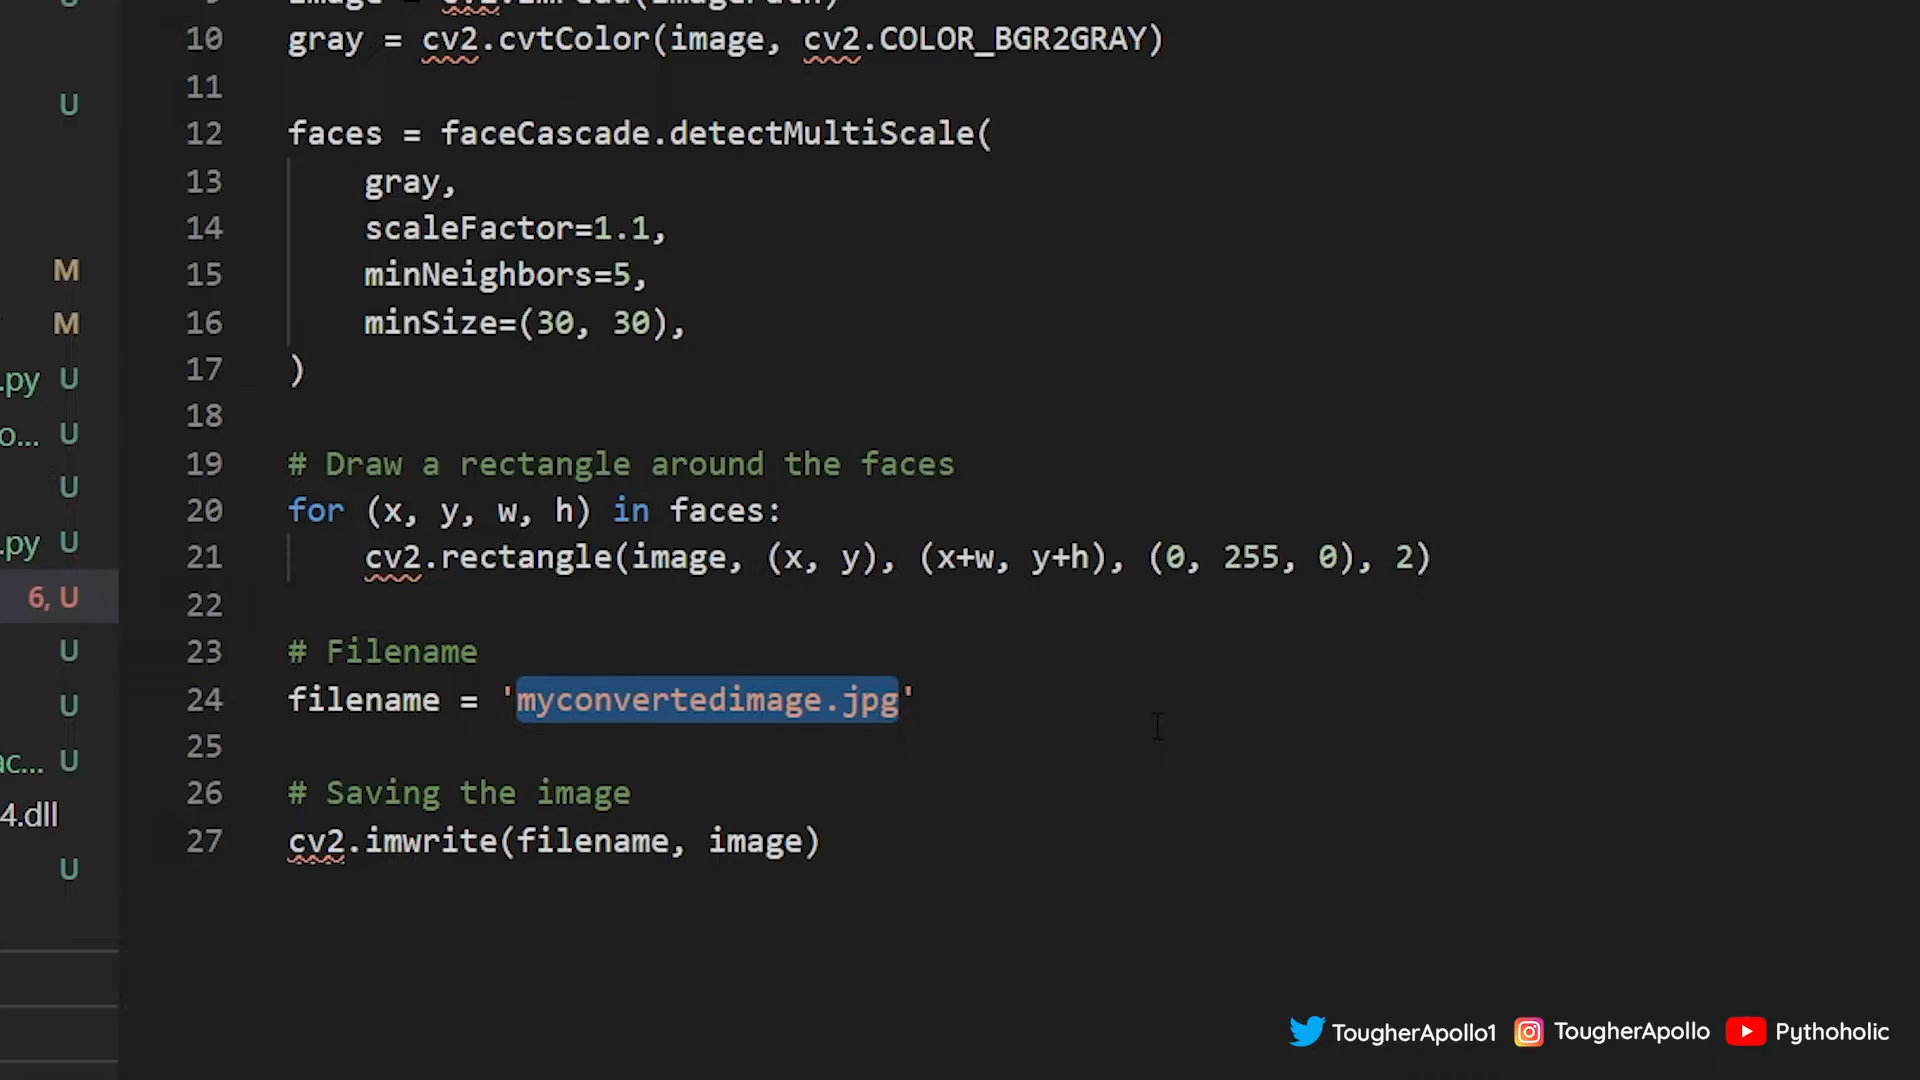 10 gray = cv2.cvtColor(image, cv2.COLOR_BGR2GRAY)
U 11
12 faces = faceCascade.detectMultiScale(
13 gray,
14 scaleFactor=1.1,
M 15 minNeighbors=5,
M 16 minSize=(30, 30),
.py U 17 )
o... U 18
19 # Draw a rectangle around the faces
U 20 for (x, y, w, h) in faces:
.py U 21 cv2.rectangle(image, (x, y), (x+w, y+h), (0, 255, 0), 2)
6, U 22
U 23 # Filename
U 24 filename = 'myconvertedimage.jpg'
ac... U 25
4.dll 26 # Saving the image
U 27 cv2.imwrite(filename, image)
TougherApollo1 TougherApollo Pythoholic